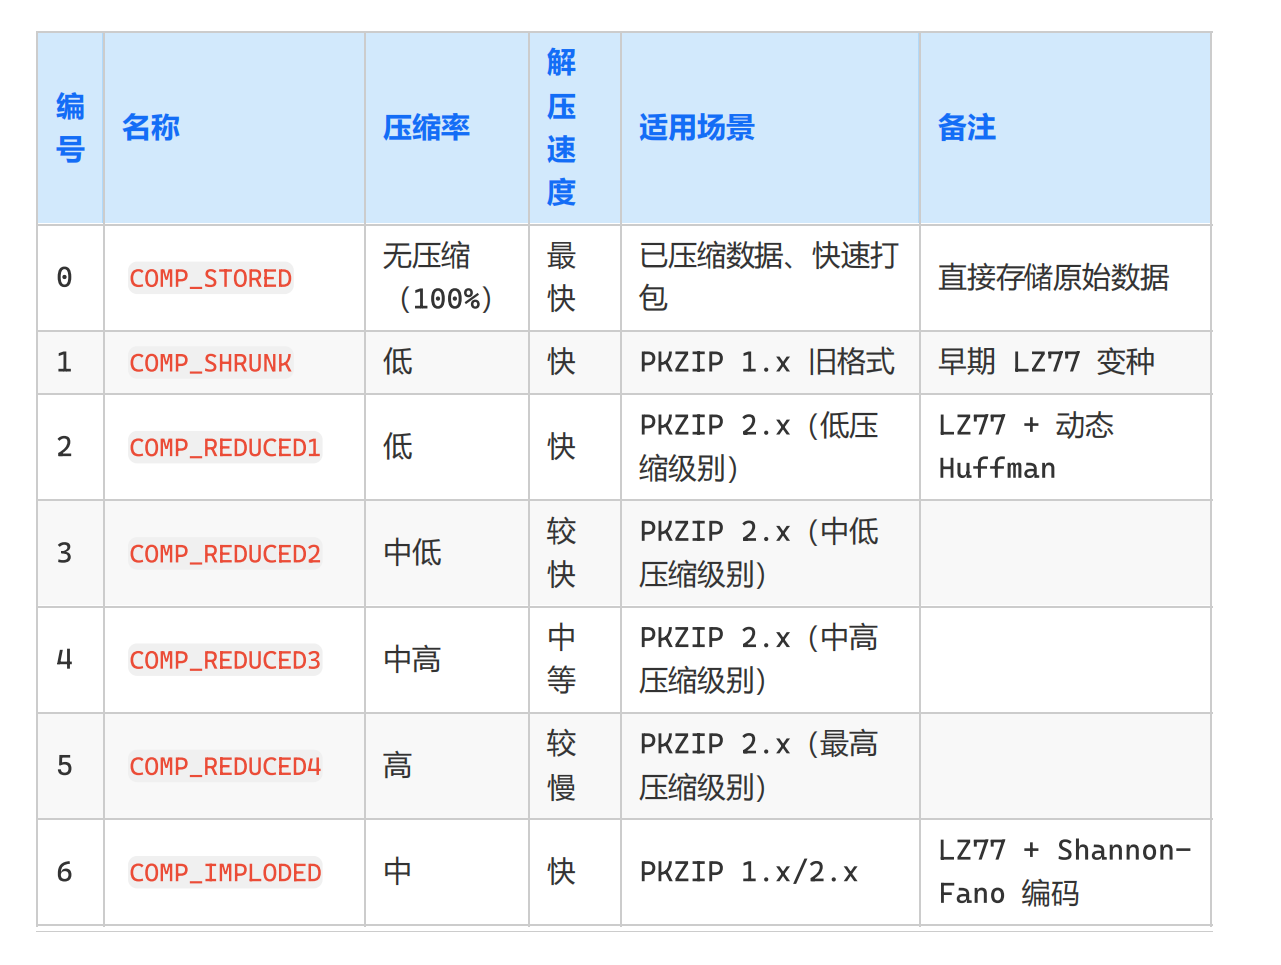 编号 名称 压缩率 解压速度 适用场景 备注
0 COMP_STORED 无压缩（100%） 最快 已压缩数据、快速打包 直接存储原始数据
1 COMP_SHRUNK 低 快 PKZIP 1.x 旧格式 早期 LZ77 变种
2 COMP_REDUCED1 低 快 PKZIP 2.x（低压缩级别） LZ77 + 动态 Huffman
3 COMP_REDUCED2 中低 较快 PKZIP 2.x（中低压缩级别）
4 COMP_REDUCED3 中高 中等 PKZIP 2.x（中高压缩级别）
5 COMP_REDUCED4 高 较慢 PKZIP 2.x（最高压缩级别）
6 COMP_IMPLODED 中 快 PKZIP 1.x/2.x LZ77 + Shannon-Fano 编码